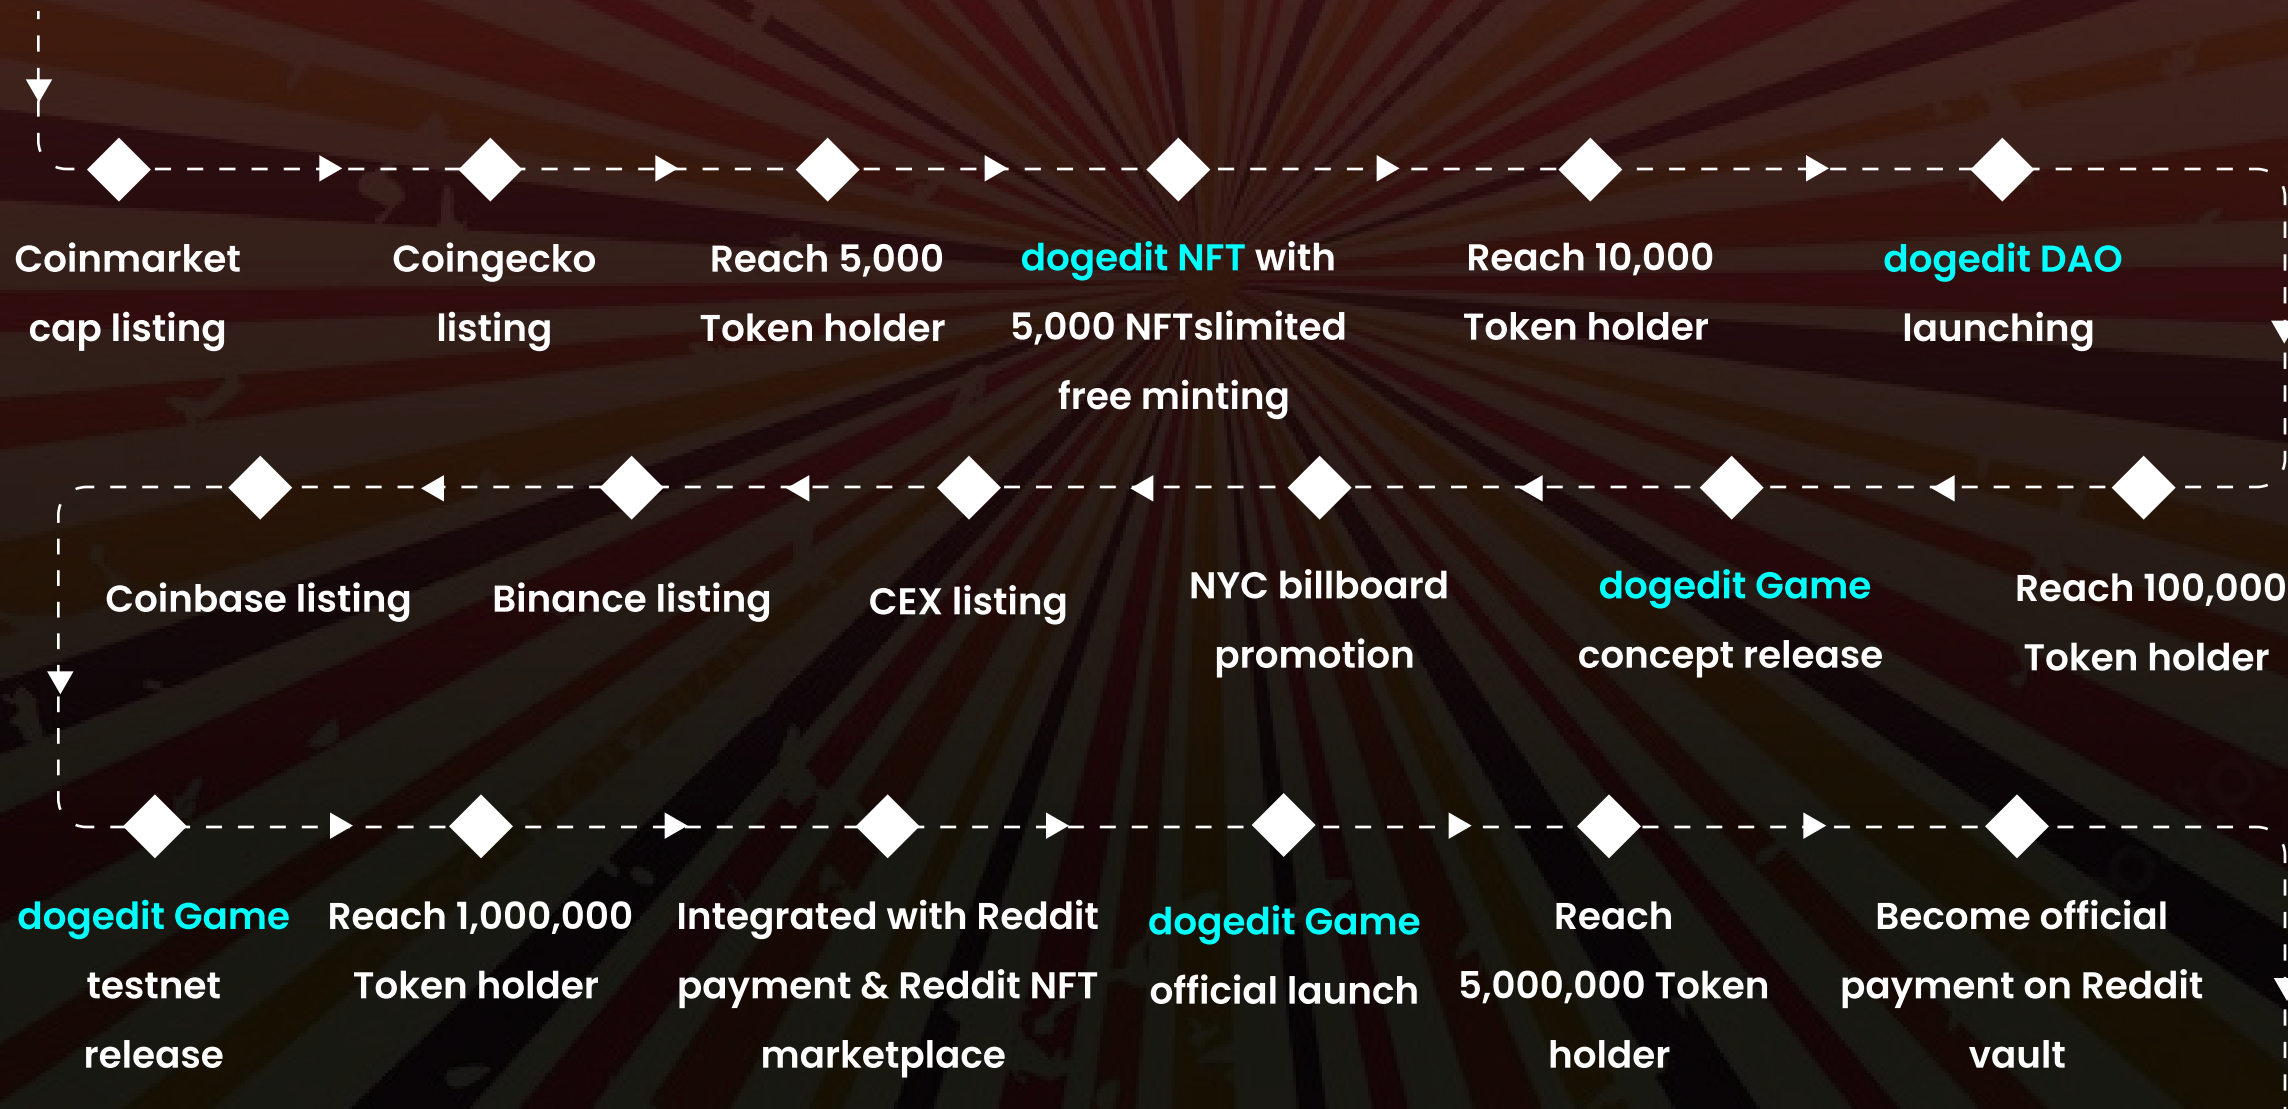 Coinmarket
cap listing
Coingecko
listing
Reach 5,000
Token holder
dogedit NFT with
5,000 NFTslimited
free minting
Reach 10,000
Token holder
dogedit DAO
launching
Coinbase listing
Binance listing
CEX listing
NYC billboard
promotion
dogedit Game
concept release
Reach 100,000
Token holder
dogedit Game
testnet
release
Reach 1,000,000
Token holder
Integrated with Reddit
payment & Reddit NFT
marketplace
dogedit Game
official launch
Reach
5,000,000 Token
holder
Become official
payment on Reddit
vault